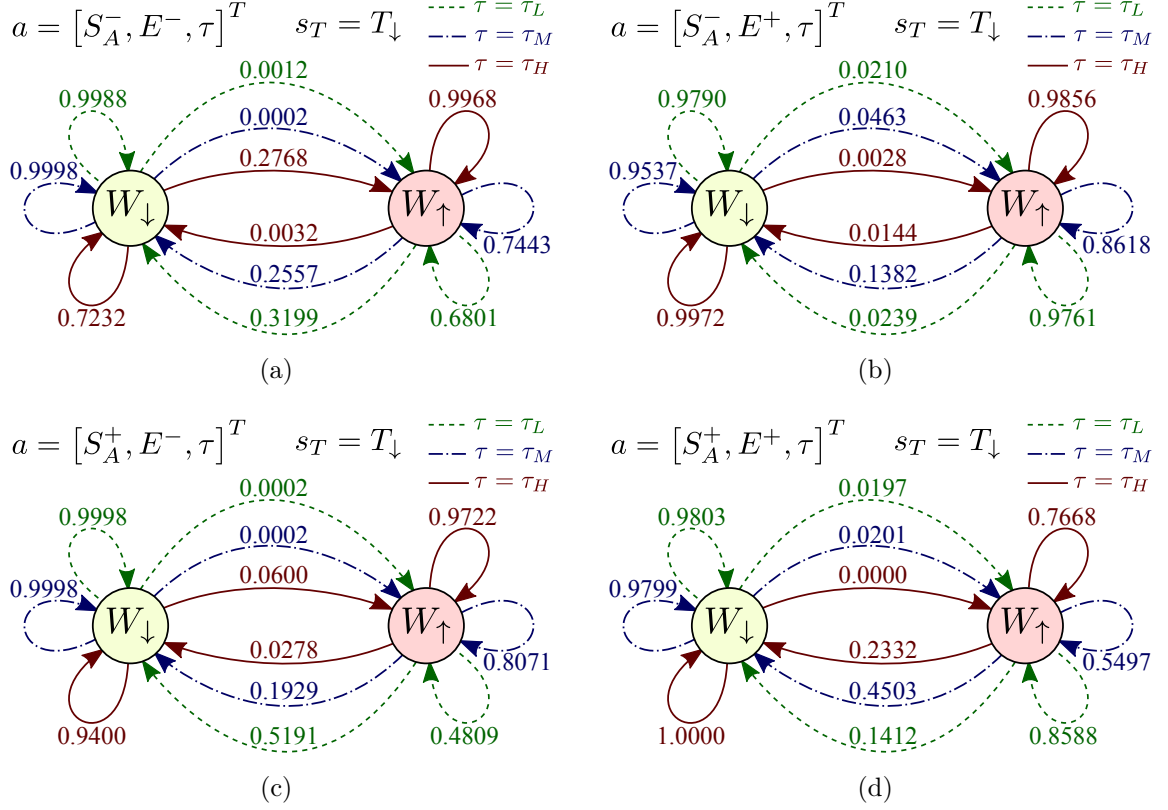 a = [S_A^-, E^-, τ]^T s_T = T_↓
τ = τ_L
τ = τ_M
τ = τ_H
0.0012
0.9988
0.0002
0.9968
0.9998
0.2768
W_↓ W_↑
0.0032
0.7443
0.2557
0.7232
0.3199
0.6801
(a)
a = [S_A^-, E^+, τ]^T s_T = T_↓
τ = τ_L
τ = τ_M
τ = τ_H
0.0210
0.9790
0.0463
0.9856
0.9537
0.0028
W_↓ W_↑
0.0144
0.8618
0.1382
0.9972
0.0239
0.9761
(b)
a = [S_A^+, E^-, τ]^T s_T = T_↓
τ = τ_L
τ = τ_M
τ = τ_H
0.0002
0.9998
0.0002
0.9722
0.9998
0.0600
W_↓ W_↑
0.0278
0.8071
0.1929
0.9400
0.5191
0.4809
(c)
a = [S_A^+, E^+, τ]^T s_T = T_↓
τ = τ_L
τ = τ_M
τ = τ_H
0.0197
0.9803
0.0201
0.7668
0.9799
0.0000
W_↓ W_↑
0.2332
0.5497
0.4503
1.0000
0.1412
0.8588
(d)